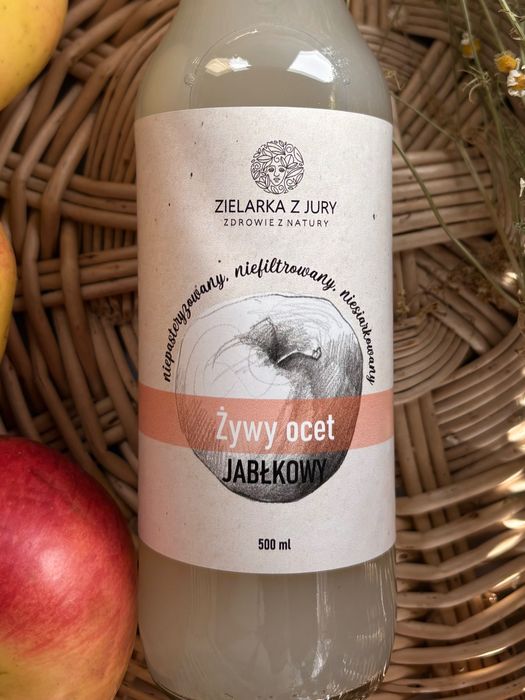 ZIELARKA Z JURY
ZDROWIE Z NATURY
niepasteryzowany, niefiltrowany, niesiarkowany
Żywy ocet
JABŁKOWY
500 ml